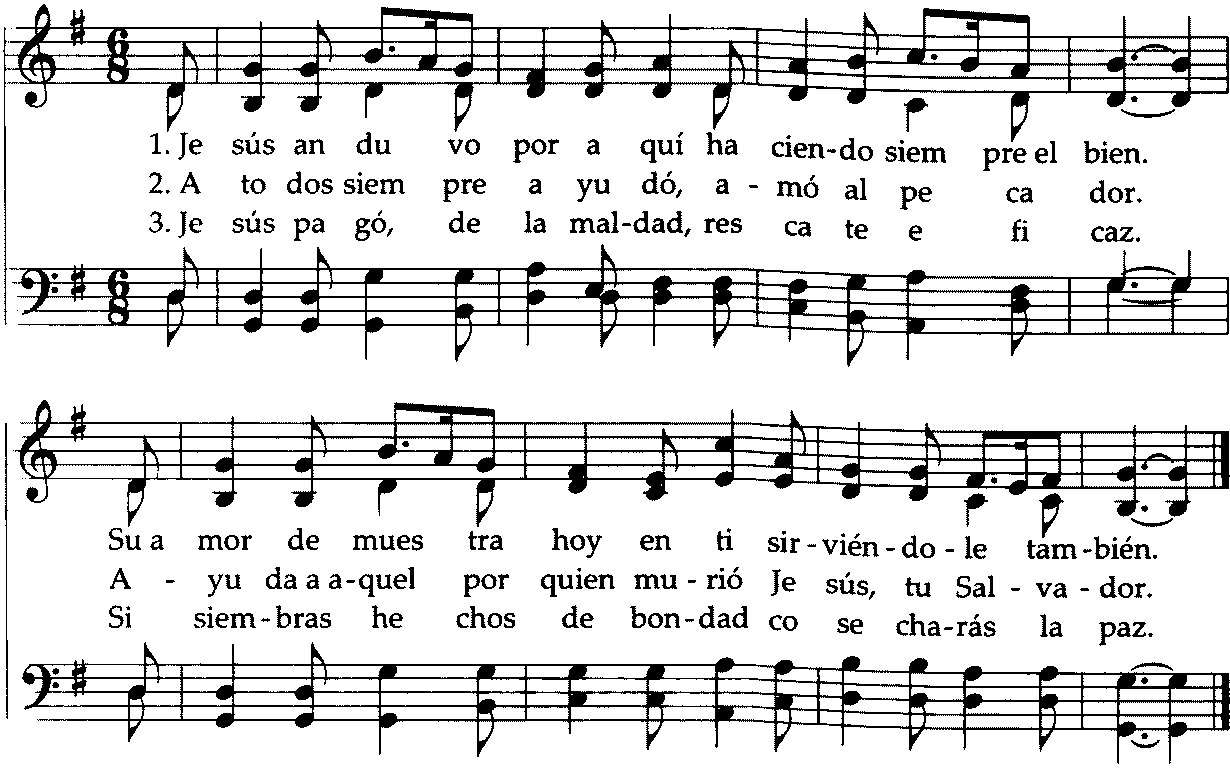 6
8
1. Je sús an du vo por a quí ha cien-do siem pre el bien.
2. A to dos siem pre a yu dó, a - mó al pe ca dor.
3. Je sús pa gó, de la mal-dad, res ca te e fi caz.
6
8
Su a mor de mues tra hoy en ti sir-vién-do-le tam-bién.
A - yu da a a-quel por quien mu-rió Je sús, tu Sal-va-dor.
Si siem-bras he chos de bon-dad co se cha-rás la paz.